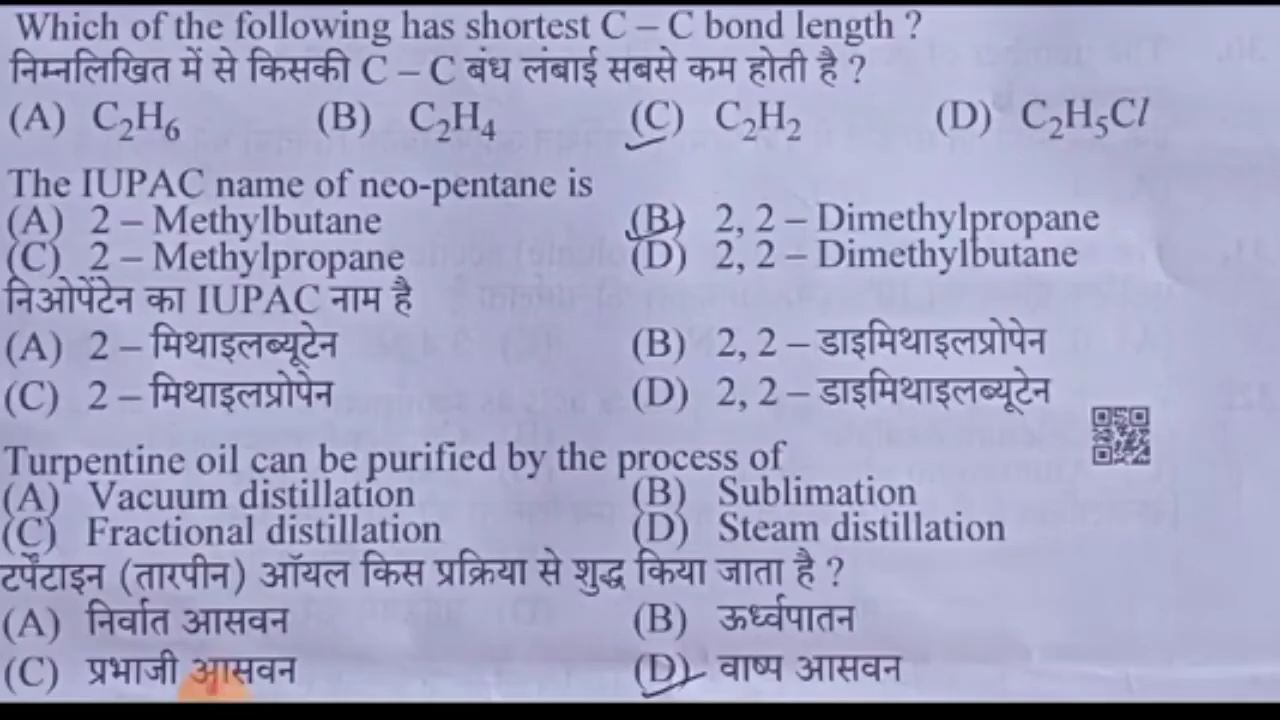 Which of the following has shortest C – C bond length ?
निम्नलिखित में से किसकी C – C बंध लंबाई सबसे कम होती है ?
(A) C₂H₆ (B) C₂H₄ (C) C₂H₂ (D) C₂H₅Cl
The IUPAC name of neo-pentane is
(A) 2 – Methylbutane (B) 2, 2 – Dimethylpropane
(C) 2 – Methylpropane (D) 2, 2 – Dimethylbutane
निओपेंटेन का IUPAC नाम है
(A) 2 – मिथाइलब्यूटेन (B) 2, 2 – डाइमिथाइलप्रोपेन
(C) 2 – मिथाइलप्रोपेन (D) 2, 2 – डाइमिथाइलब्यूटेन
Turpentine oil can be purified by the process of
(A) Vacuum distillation (B) Sublimation
(C) Fractional distillation (D) Steam distillation
टर्पेंटाइन (तारपीन) ऑयल किस प्रक्रिया से शुद्ध किया जाता है ?
(A) निर्वात आसवन (B) ऊर्ध्वपातन
(C) प्रभाजी आसवन (D) वाष्प आसवन